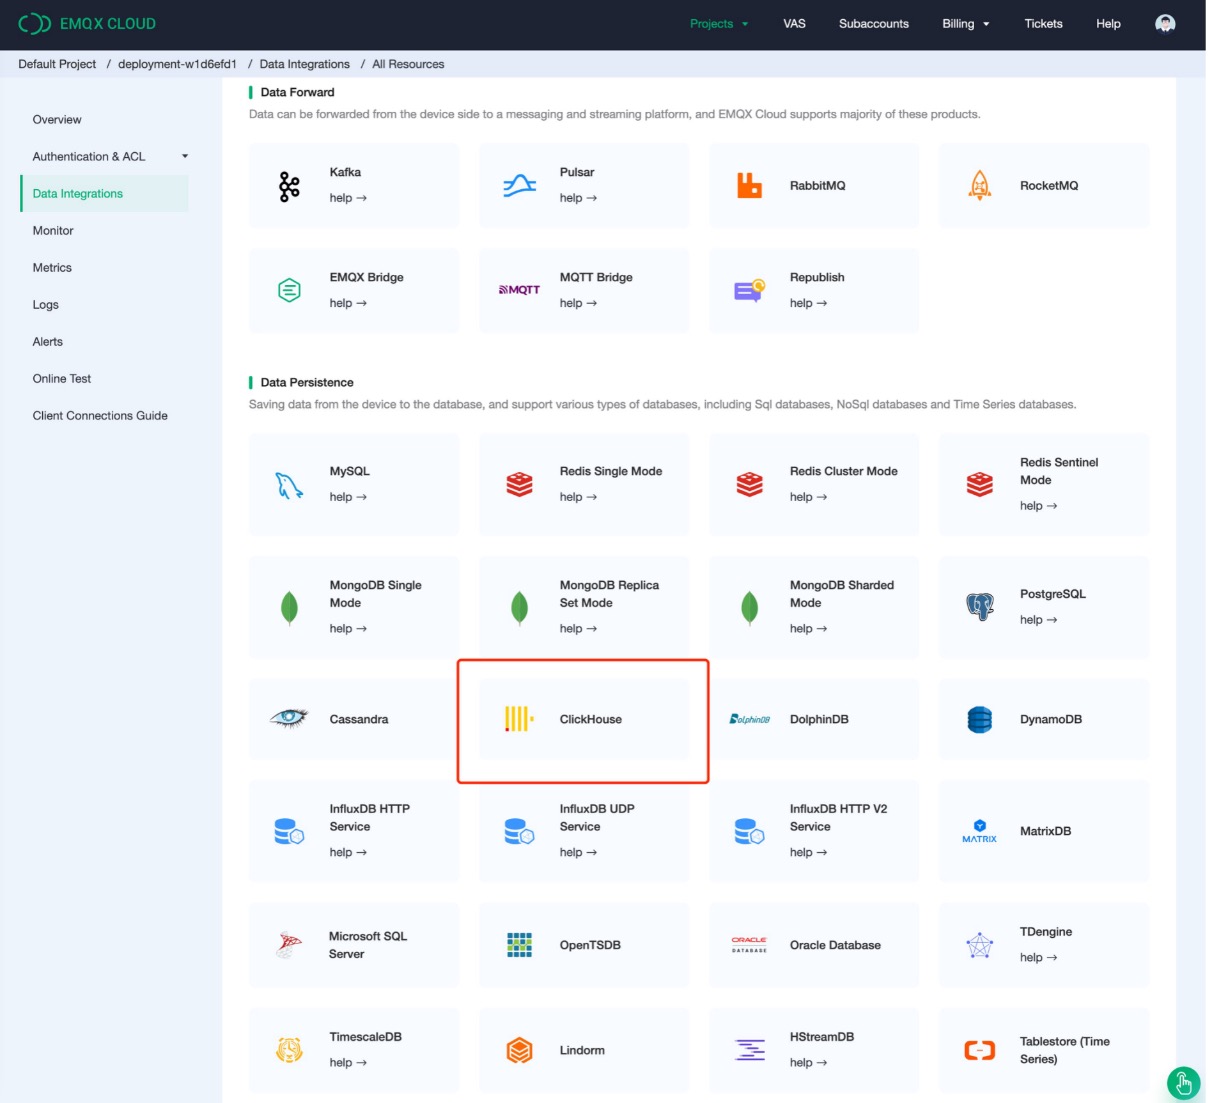 EMQX CLOUD
Projects
VAS
Subaccounts
Billing
Tickets
Help
Default Project / deployment-w1d6efd1 / Data Integrations / All Resources
Overview
Authentication & ACL
Data Integrations
Monitor
Metrics
Logs
Alerts
Online Test
Client Connections Guide
Data Forward
Data can be forwarded from the device side to a messaging and streaming platform, and EMQX Cloud supports majority of these products.
Kafka
help →
Pulsar
help →
RabbitMQ
RocketMQ
EMQX Bridge
help →
MQTT
MQTT Bridge
help →
Republish
help →
Data Persistence
Saving data from the device to the database, and support various types of databases, including Sql databases, NoSql databases and Time Series databases.
MySQL
help →
Redis Single Mode
help →
Redis Cluster Mode
help →
Redis Sentinel
Mode
help →
MongoDB Single
Mode
help →
MongoDB Replica
Set Mode
help →
MongoDB Sharded
Mode
help →
PostgreSQL
help →
Cassandra
ClickHouse
DolphinDB
DolphinDB
DynamoDB
InfluxDB HTTP
Service
help →
InfluxDB UDP
Service
help →
InfluxDB HTTP V2
Service
help →
MATRIX
MatrixDB
Microsoft SQL
Server
OpenTSDB
ORACLE
DATABASE
Oracle Database
TDengine
help →
TimescaleDB
help →
Lindorm
HStreamDB
help →
Tablestore (Time
Series)